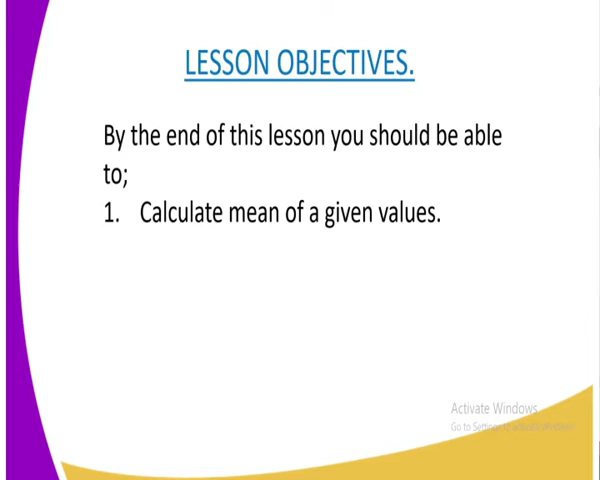 LESSON OBJECTIVES.
By the end of this lesson you should be able
to;
1. Calculate mean of a given values.
Activate Windows
Go to Settings to activate Windows.